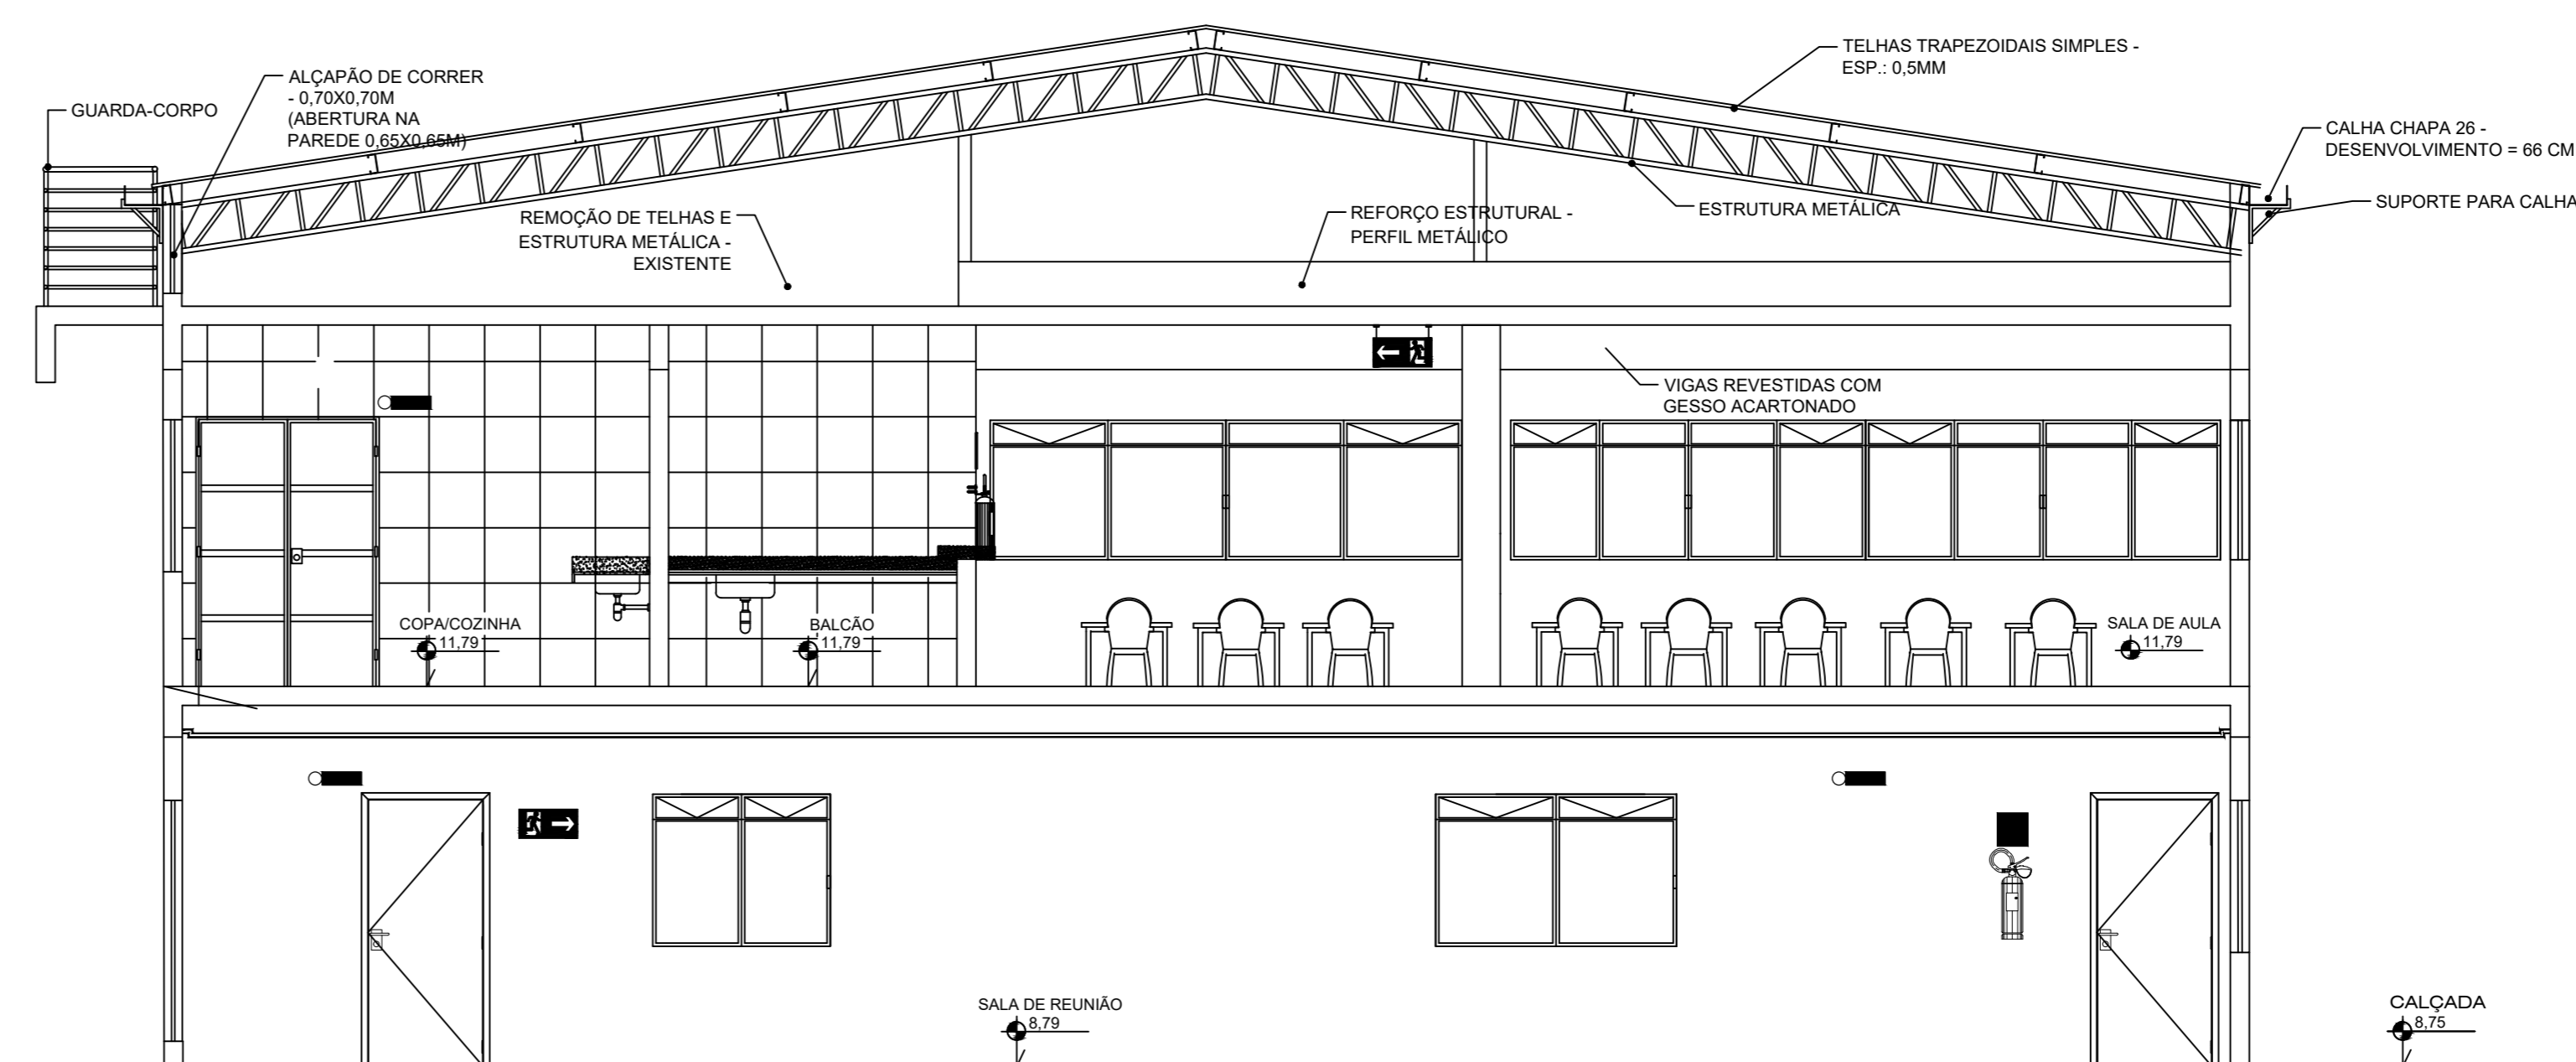 TELHAS TRAPEZOIDAIS SIMPLES -
ESP.: 0,5MM
ALÇAPÃO DE CORRER
- 0,70X0,70M
(ABERTURA NA
PAREDE 0,65X0,65M)
GUARDA-CORPO
CALHA CHAPA 26 -
DESENVOLVIMENTO = 66 CM
SUPORTE PARA CALHA
REMOÇÃO DE TELHAS E
ESTRUTURA METÁLICA -
EXISTENTE
REFORÇO ESTRUTURAL -
PERFIL METÁLICO
ESTRUTURA METÁLICA
VIGAS REVESTIDAS COM
GESSO ACARTONADO
COPA/COZINHA
11,79
BALCÃO
11,79
SALA DE AULA
11,79
SALA DE REUNIÃO
8,79
CALÇADA
8,75